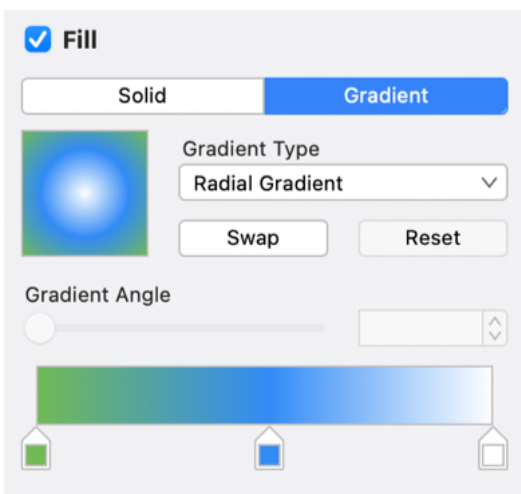 Fill
Solid Gradient
Gradient Type
Radial Gradient
Swap Reset
Gradient Angle